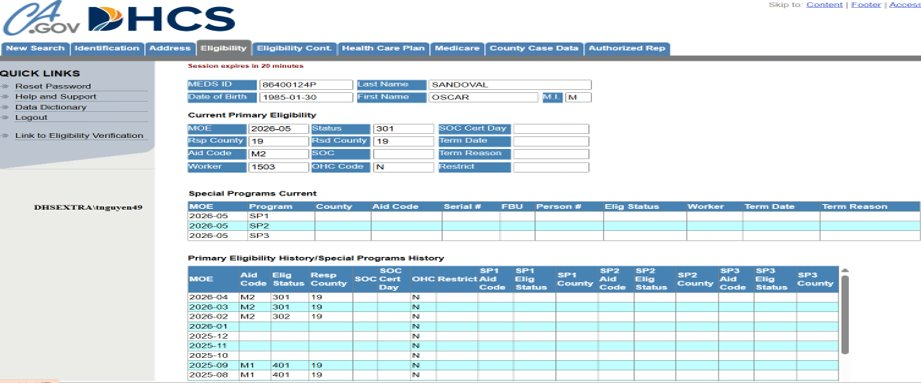 Skip to: Content | Footer | Access
CA.GOV DHCS
New Search Identification Address Eligibility Eligibility Cont. Health Care Plan Medicare County Case Data Authorized Rep
Session expires in 20 minutes
QUICK LINKS
Reset Password
Help and Support
Data Dictionary
Logout
Link to Eligibility Verification
DHSEXTRA\tnguyen49
MEDS ID 86400124P Last Name SANDOVAL
Date of Birth 1985-01-30 First Name OSCAR M.I. M
Current Primary Eligibility
MOE 2026-05 Status 301 SOC Cert Day
Rsp County 19 Rsd County 19 Term Date
Aid Code M2 SOC Term Reason
Worker 1503 OHC Code N Restrict
Special Programs Current
MOE Program County Aid Code Serial # FBU Person # Elig Status Worker Term Date Term Reason
2026-05 SP1
2026-05 SP2
2026-05 SP3
Primary Eligibility History/Special Programs History
MOE Aid Code Elig Status Resp County SOC SOC Cert Day OHC Restrict SP1 Aid Code SP1 Elig Status SP1 County SP2 Aid Code SP2 Elig Status SP2 County SP3 Aid Code SP3 Elig Status SP3 County
2026-04 M2 301 19 N
2026-03 M2 301 19 N
2026-02 M2 302 19 N
2026-01 N
2025-12 N
2025-11 N
2025-10 N
2025-09 M1 401 19 N
2025-08 M1 401 19 N